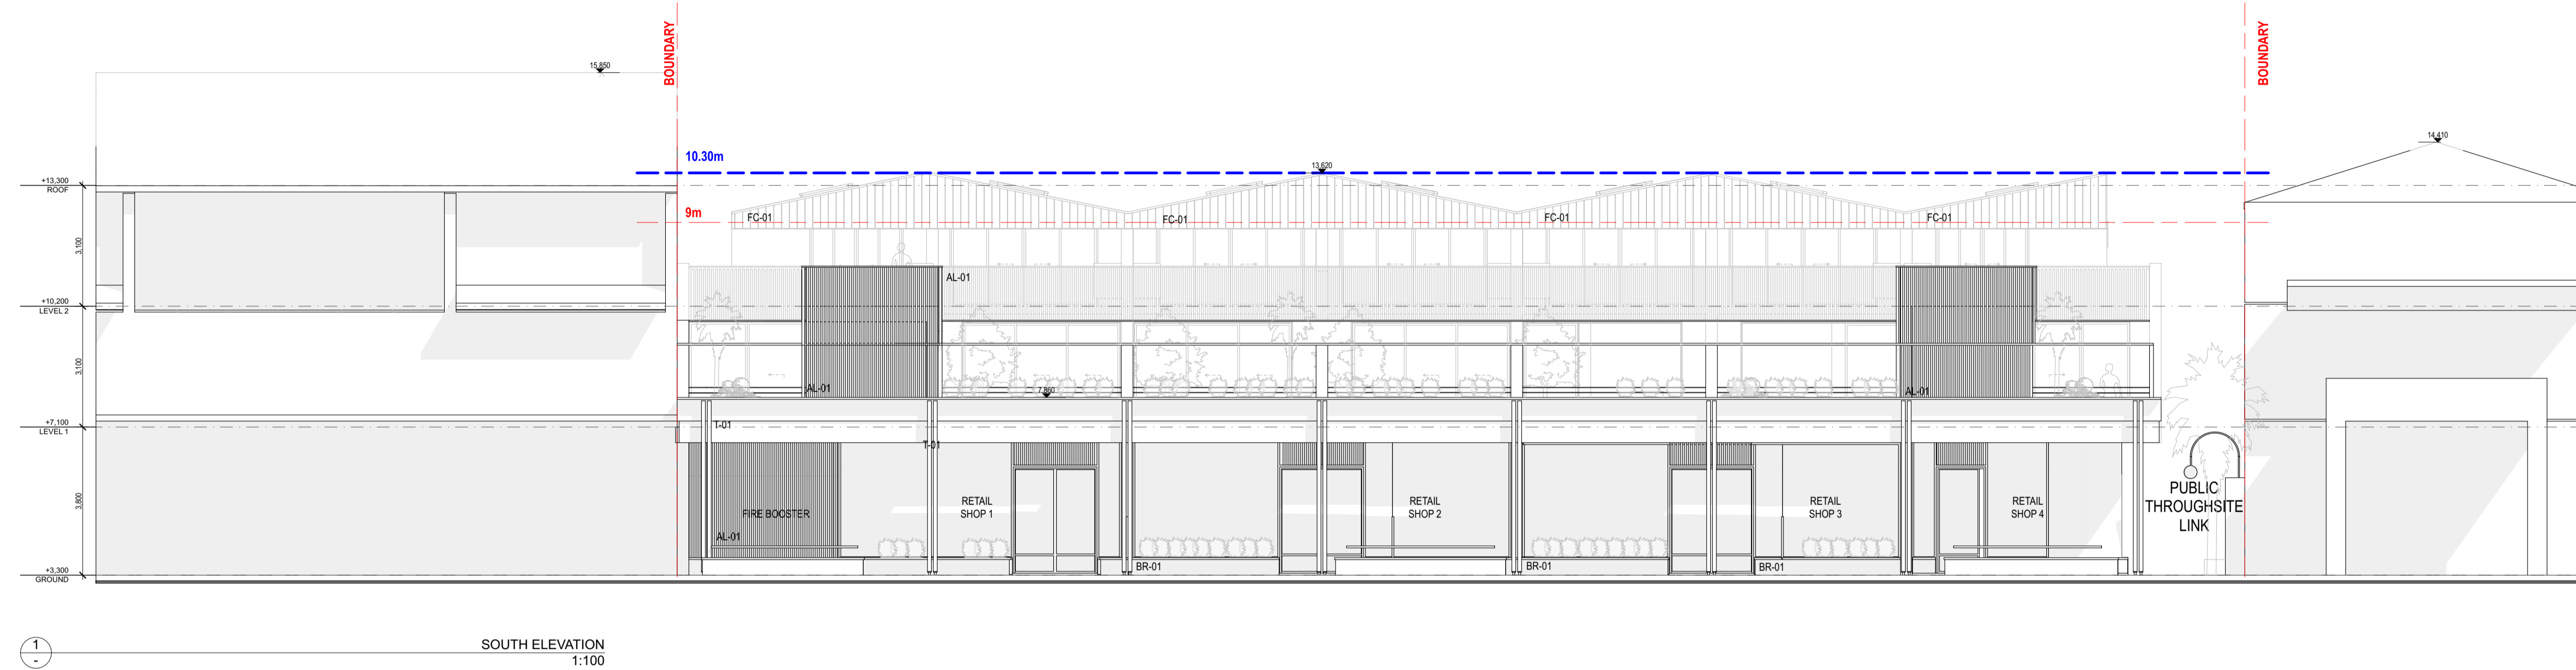 BOUNDARY
BOUNDARY
15,850
14,410
10.30m
13,620
+13,300
ROOF
9m
FC-01
FC-01
FC-01
FC-01
3,100
AL-01
+10,200
LEVEL 2
3,100
AL-01
7,860
AL-01
+7,100
LEVEL 1
T-01
T-01
3,800
FIRE BOOSTER
RETAIL
SHOP 1
RETAIL
SHOP 2
RETAIL
SHOP 3
RETAIL
SHOP 4
PUBLIC
THROUGHSITE
LINK
AL-01
BR-01
BR-01
BR-01
+3,300
GROUND
1
-
SOUTH ELEVATION
1:100